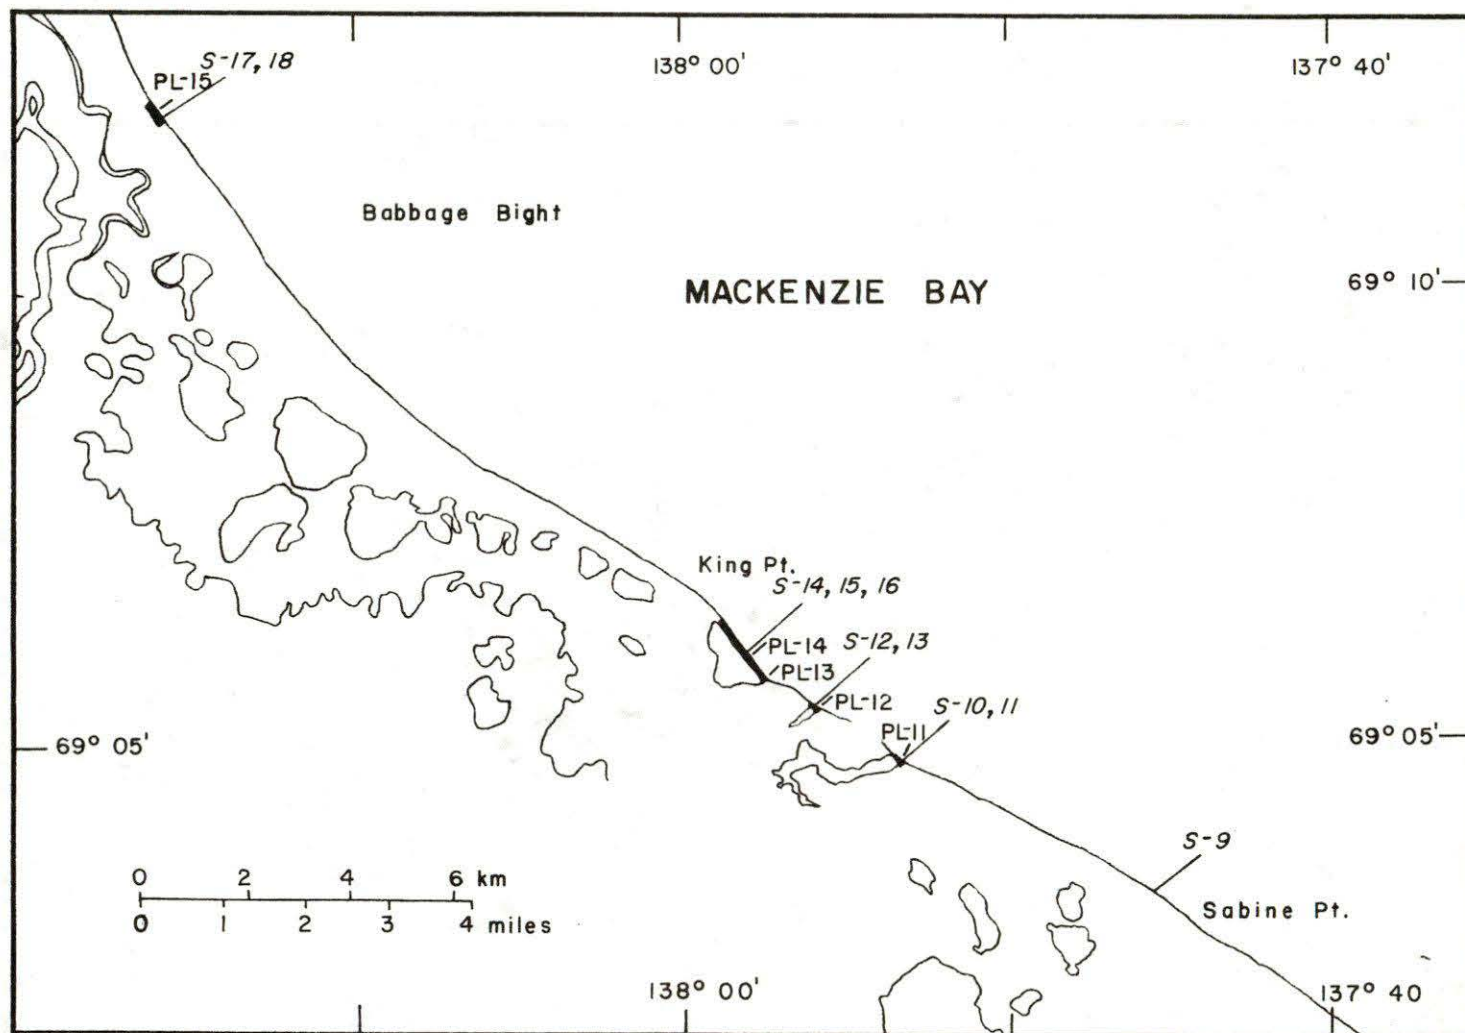 S-17, 18
PL-15
138° 00'
137° 40'
Babbage Bight
MACKENZIE BAY
69° 10'
King Pt.
S-14, 15, 16
PL-14
S-12, 13
PL-13
PL-12
S-10, 11
PL-11
69° 05'
69° 05'
S-9
0 2 4 6 km
0 1 2 3 4 miles
Sabine Pt.
138° 00'
137° 40